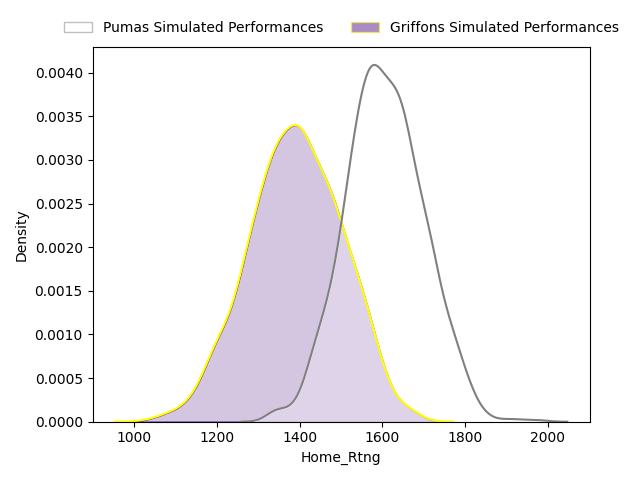 Pumas Simulated Performances
Griffons Simulated Performances
0.0040
0.0035
0.0030
0.0025
0.0020
0.0015
0.0010
0.0005
0.0000
Density
1000 1200 1400 1600 1800 2000
Home_Rtng